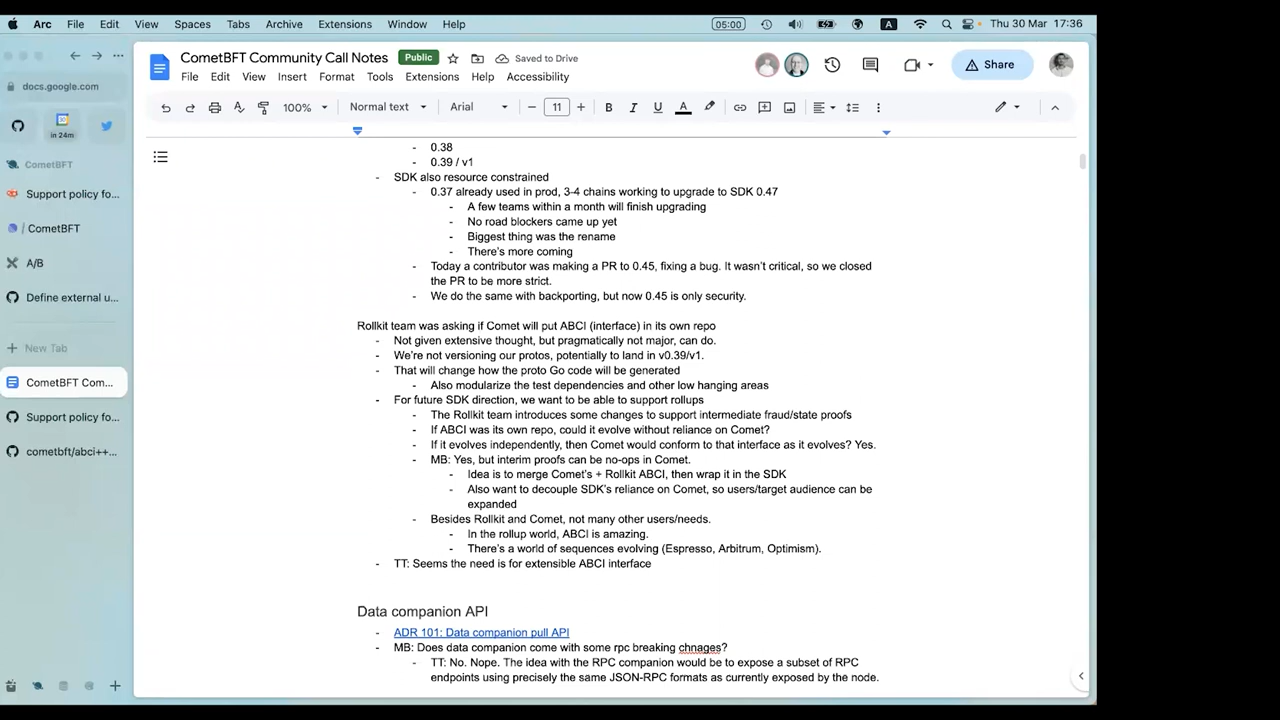 Arc File Edit View Spaces Tabs Archive Extensions Window Help 05:00 A Thu 30 Mar 17:36
docs.google.com
in 24m
CometBFT
Support policy fo...
/ CometBFT
A/B
Define external u...
New Tab
CometBFT Com...
Support policy fo...
cometbft/abci++...
CometBFT Community Call Notes Public Saved to Drive
File Edit View Insert Format Tools Extensions Help Accessibility
Share
100% Normal text Arial 11 B I U A
- 0.38
- 0.39 / v1
- SDK also resource constrained
- 0.37 already used in prod, 3-4 chains working to upgrade to SDK 0.47
- A few teams within a month will finish upgrading
- No road blockers came up yet
- Biggest thing was the rename
- There's more coming
- Today a contributor was making a PR to 0.45, fixing a bug. It wasn't critical, so we closed
the PR to be more strict.
- We do the same with backporting, but now 0.45 is only security.
Rollkit team was asking if Comet will put ABCI (interface) in its own repo
- Not given extensive thought, but pragmatically not major, can do.
- We're not versioning our protos, potentially to land in v0.39/v1.
- That will change how the proto Go code will be generated
- Also modularize the test dependencies and other low hanging areas
- For future SDK direction, we want to be able to support rollups
- The Rollkit team introduces some changes to support intermediate fraud/state proofs
- If ABCI was its own repo, could it evolve without reliance on Comet?
- If it evolves independently, then Comet would conform to that interface as it evolves? Yes.
- MB: Yes, but interim proofs can be no-ops in Comet.
- Idea is to merge Comet's + Rollkit ABCI, then wrap it in the SDK
- Also want to decouple SDK's reliance on Comet, so users/target audience can be
expanded
- Besides Rollkit and Comet, not many other users/needs.
- In the rollup world, ABCI is amazing.
- There's a world of sequences evolving (Espresso, Arbitrum, Optimism).
- TT: Seems the need is for extensible ABCI interface
Data companion API
- ADR 101: Data companion pull API
- MB: Does data companion come with some rpc breaking chnages?
- TT: No. Nope. The idea with the RPC companion would be to expose a subset of RPC
endpoints using precisely the same JSON-RPC formats as currently exposed by the node.